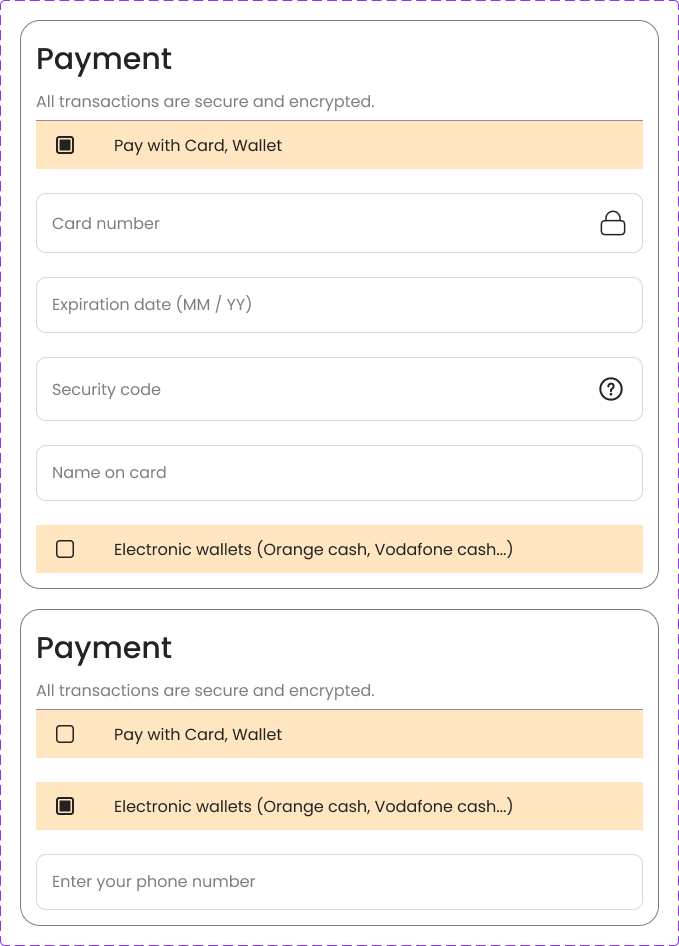 Payment
All transactions are secure and encrypted.
Pay with Card, Wallet
Card number
Expiration date (MM / YY)
Security code
?
Name on card
Electronic wallets (Orange cash, Vodafone cash...)
Payment
All transactions are secure and encrypted.
Pay with Card, Wallet
Electronic wallets (Orange cash, Vodafone cash...)
Enter your phone number